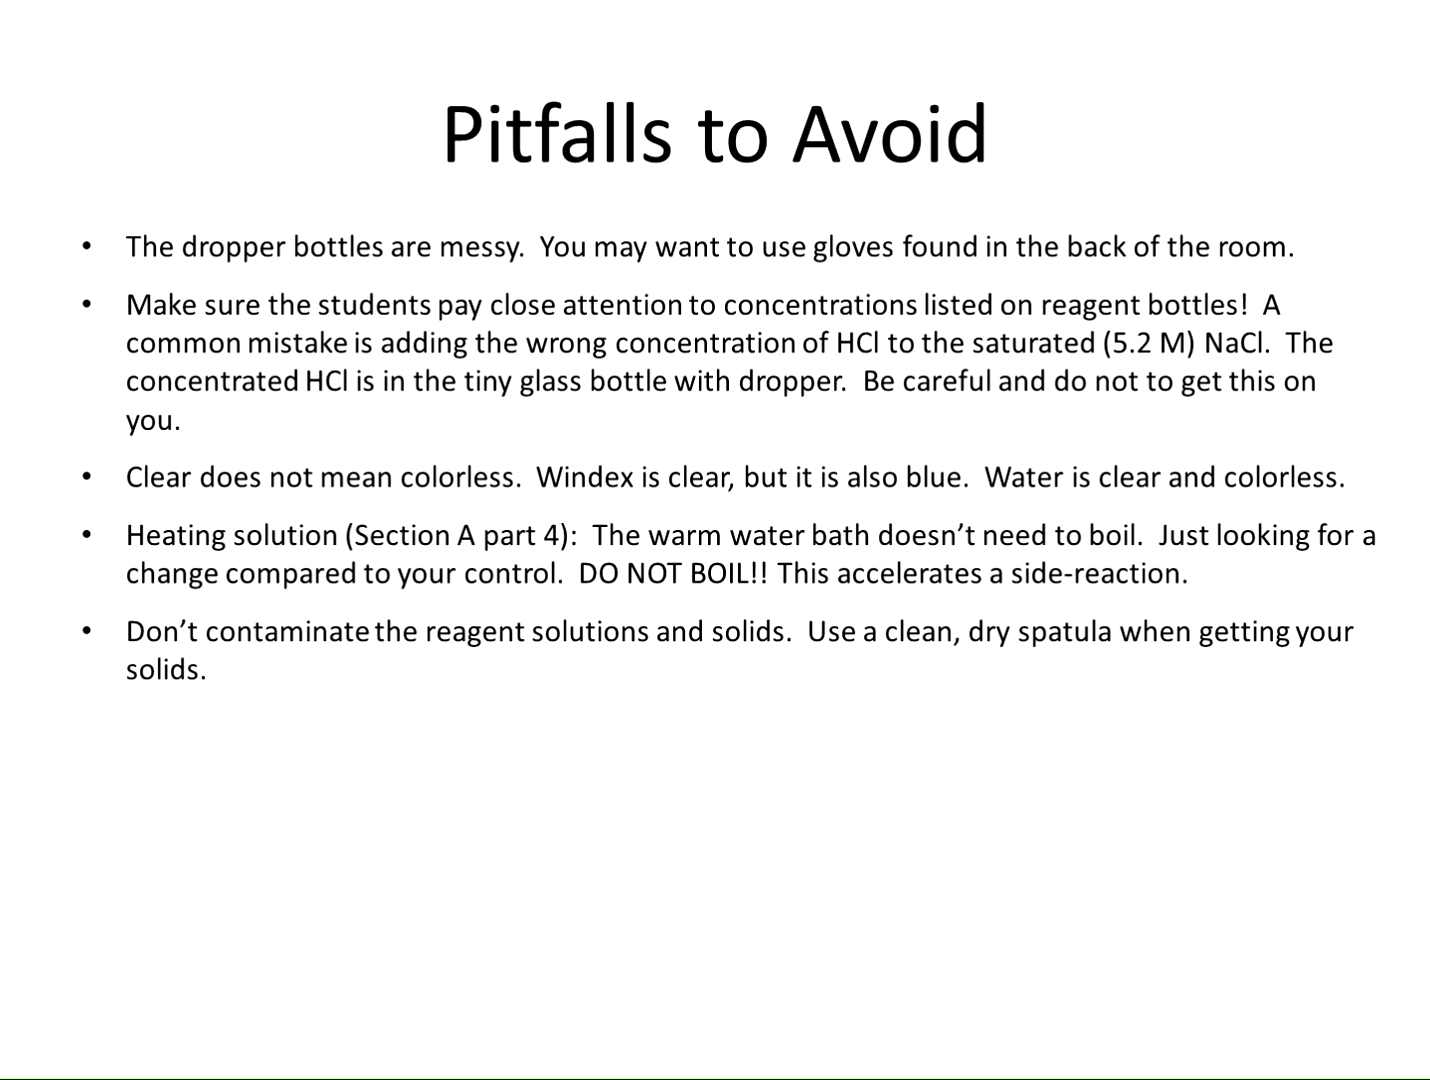 Pitfalls to Avoid
• The dropper bottles are messy.  You may want to use gloves found in the back of the room.
• Make sure the students pay close attention to concentrations listed on reagent bottles!  A
common mistake is adding the wrong concentration of HCl to the saturated (5.2 M) NaCl.  The
concentrated HCl is in the tiny glass bottle with dropper.  Be careful and do not to get this on
you.
• Clear does not mean colorless.  Windex is clear, but it is also blue.  Water is clear and colorless.
• Heating solution (Section A part 4):  The warm water bath doesn’t need to boil.  Just looking for a
change compared to your control.  DO NOT BOIL!! This accelerates a side-reaction.
• Don’t contaminate the reagent solutions and solids.  Use a clean, dry spatula when getting your
solids.